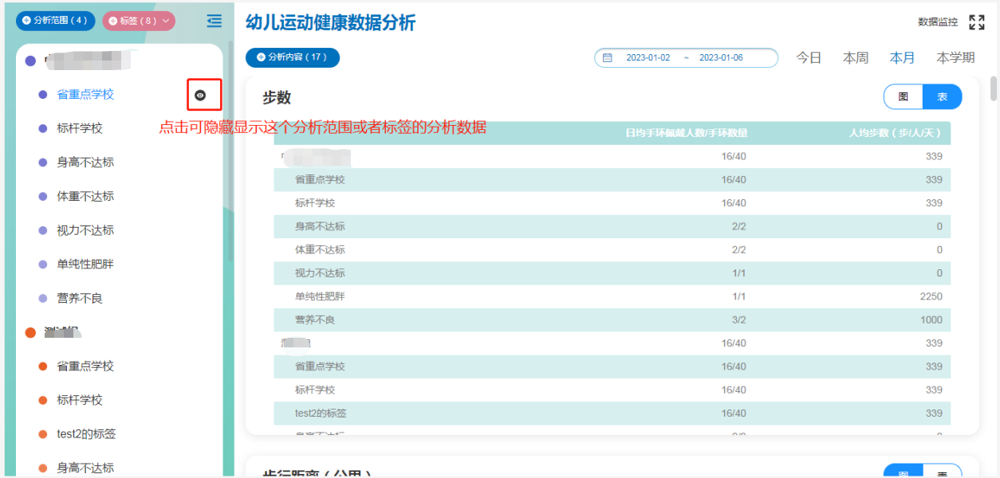 分析范围 ( 4 )
标签 ( 8 )
幼儿运动健康数据分析
数据监控
分析内容 ( 17 )
2023-01-02 ~ 2023-01-06
今日 本周 本月 本学期
省重点学校
标杆学校
身高不达标
体重不达标
视力不达标
单纯性肥胖
营养不良
省重点学校
标杆学校
test2的标签
身高不达标
步数
图 表
点击可隐藏显示这个分析范围或者标签的分析数据
日均手环佩戴人数/手环数量 人均步数 ( 步/人/天 )
16/40 339
省重点学校 16/40 339
标杆学校 16/40 339
身高不达标 2/2 0
体重不达标 2/2 0
视力不达标 1/1 0
单纯性肥胖 1/1 2250
营养不良 3/2 1000
16/40 339
省重点学校 16/40 339
标杆学校 16/40 339
test2的标签 16/40 339
身高不达标
步行距离 ( 公里 )
图 表